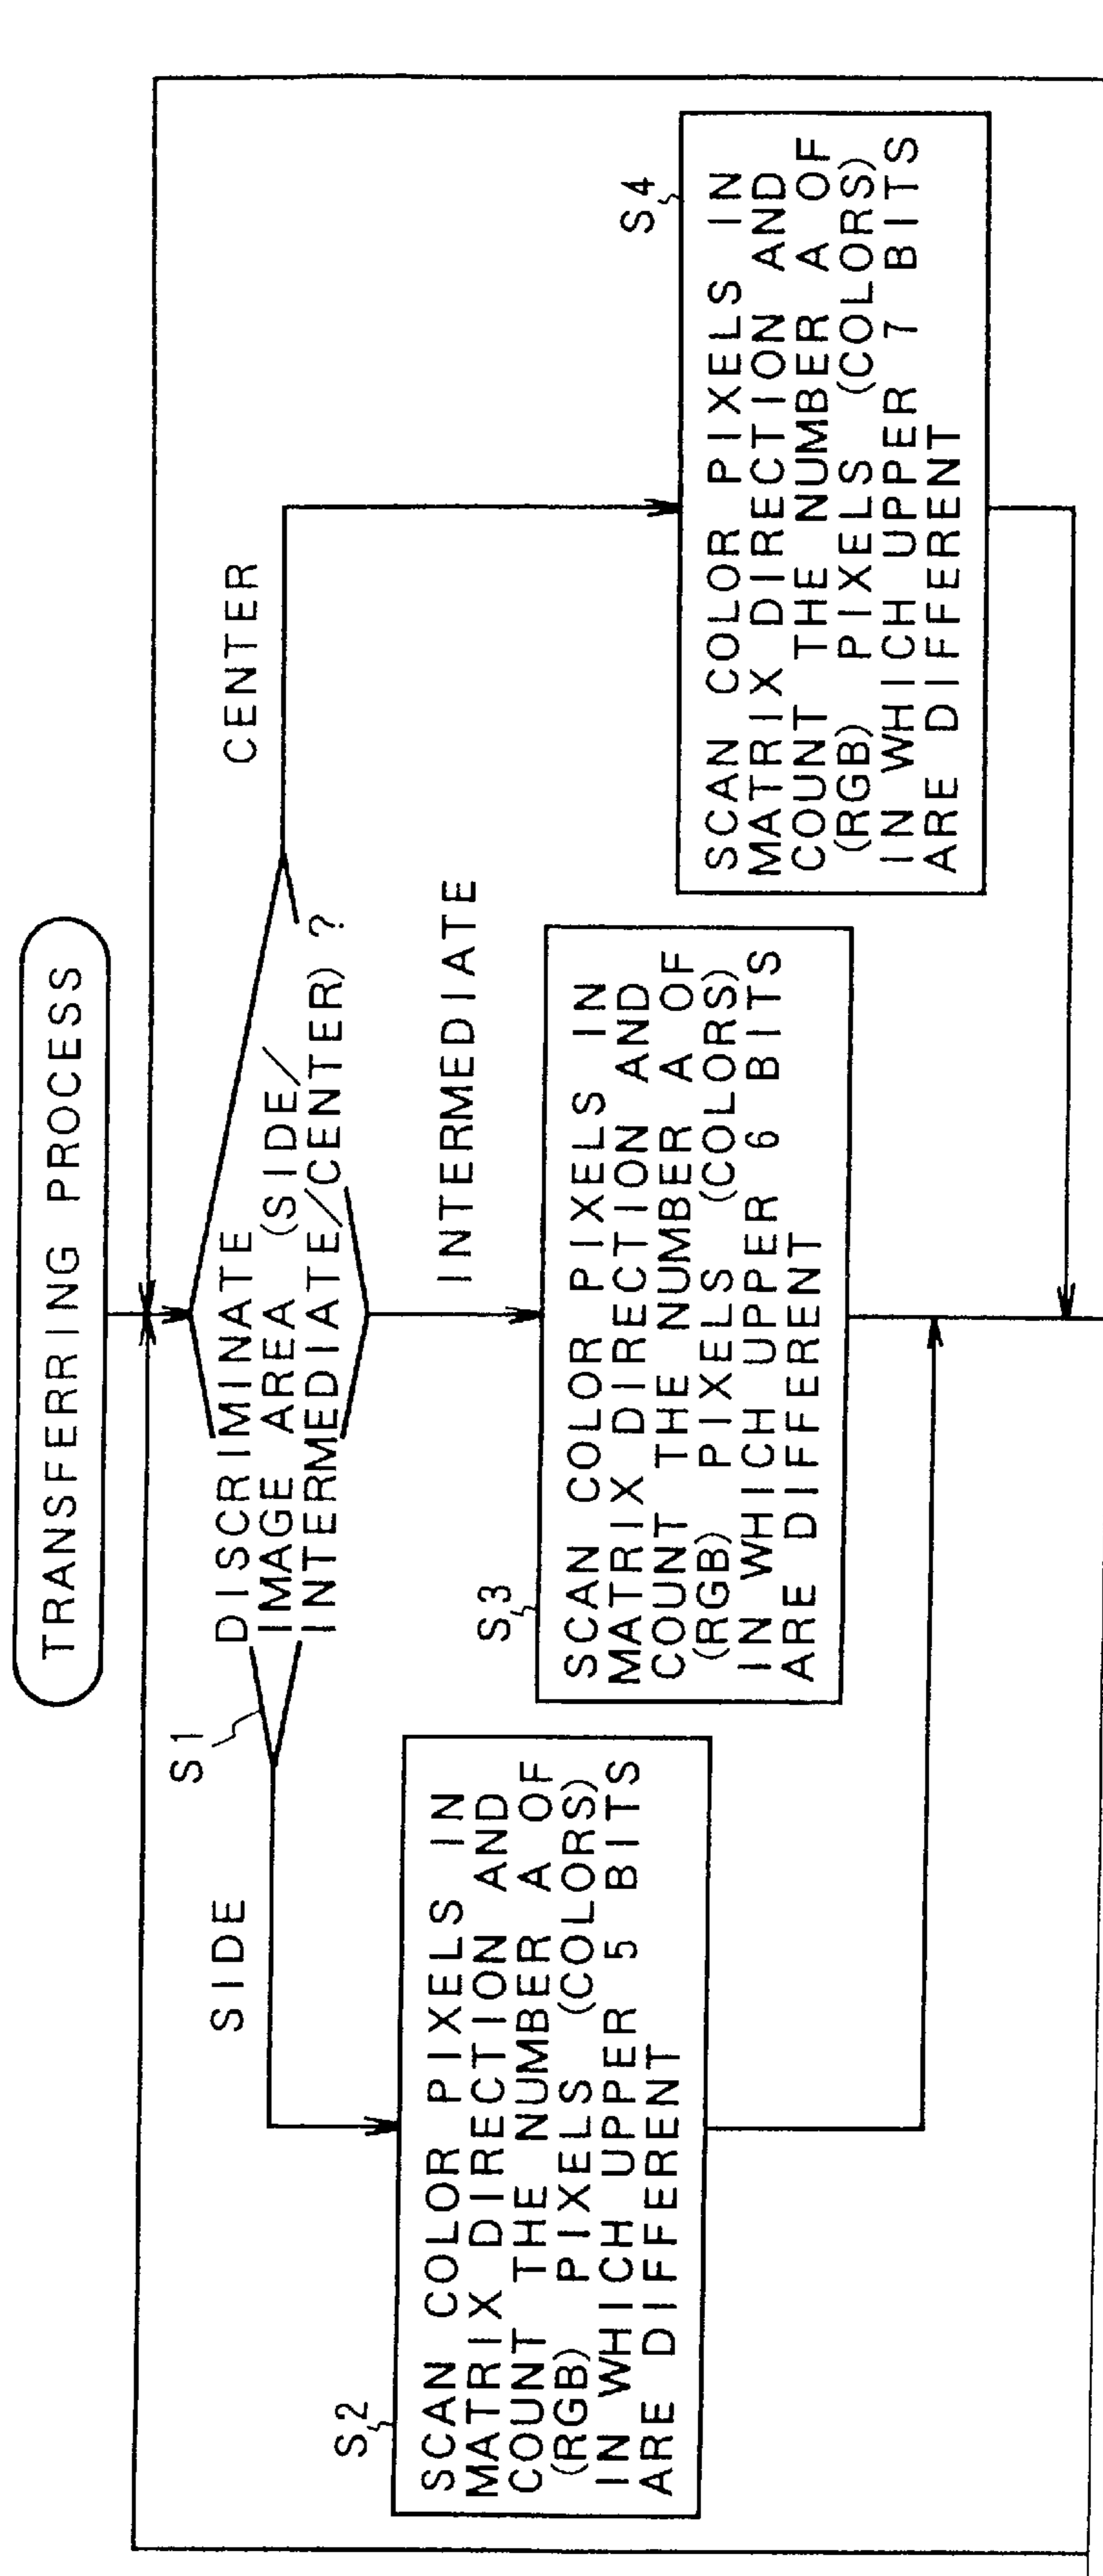 TRANSFERRING PROCESS
S1
DISCRIMINATE
IMAGE AREA (SIDE/
INTERMEDIATE/CENTER) ?
SIDE
INTERMEDIATE
CENTER
S2
SCAN COLOR PIXELS IN
MATRIX DIRECTION AND
COUNT THE NUMBER A OF
(RGB) PIXELS (COLORS)
IN WHICH UPPER 5 BITS
ARE DIFFERENT
S3
SCAN COLOR PIXELS IN
MATRIX DIRECTION AND
COUNT THE NUMBER A OF
(RGB) PIXELS (COLORS)
IN WHICH UPPER 6 BITS
ARE DIFFERENT
S4
SCAN COLOR PIXELS IN
MATRIX DIRECTION AND
COUNT THE NUMBER A OF
(RGB) PIXELS (COLORS)
IN WHICH UPPER 7 BITS
ARE DIFFERENT